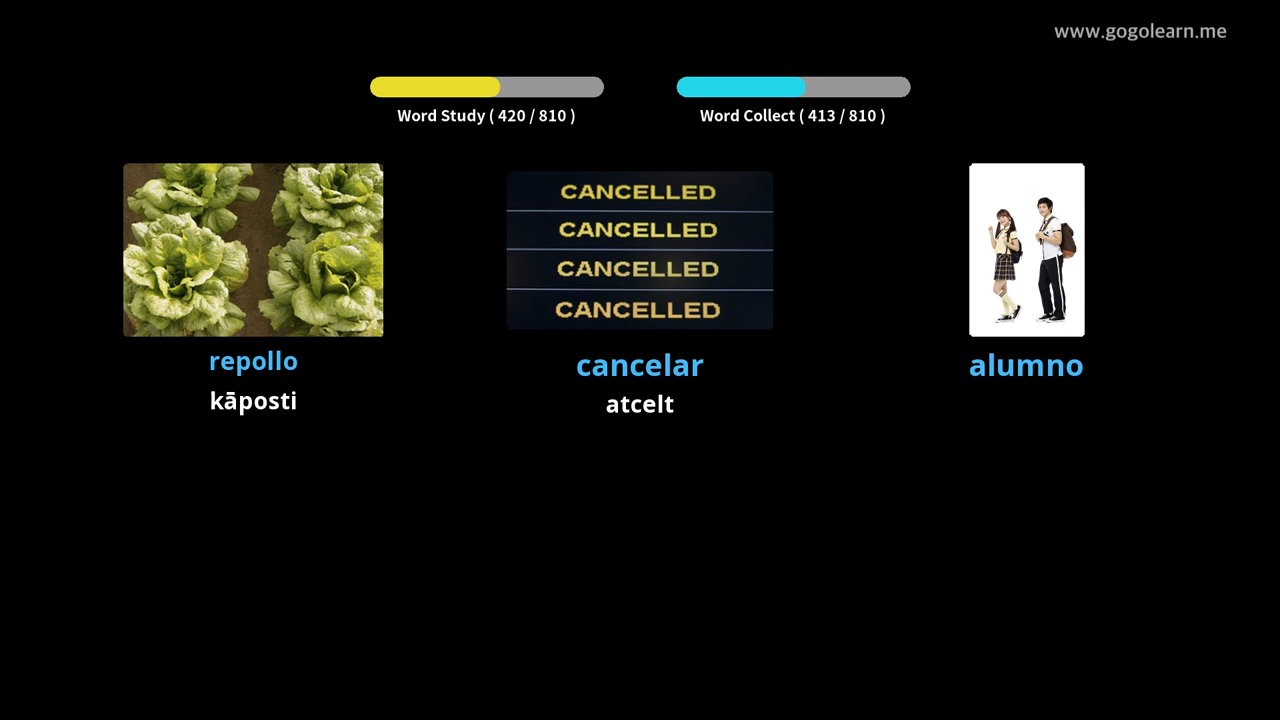 www.gogolearn.me
Word Study ( 420 / 810 )
Word Collect ( 413 / 810 )
CANCELLED
CANCELLED
CANCELLED
CANCELLED
repollo
kāposti
cancelar
atcelt
alumno